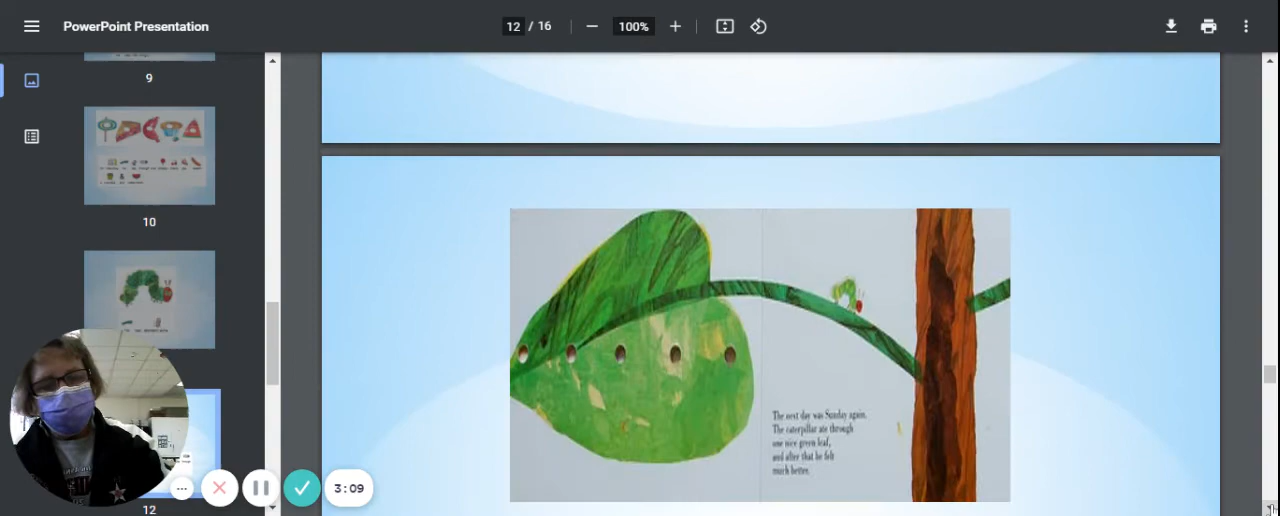 PowerPoint Presentation
12 / 16
100%
9
10
The next day was Sunday again.
The caterpillar ate through
one nice green leaf,
and after that he felt
much better.
3:09
12